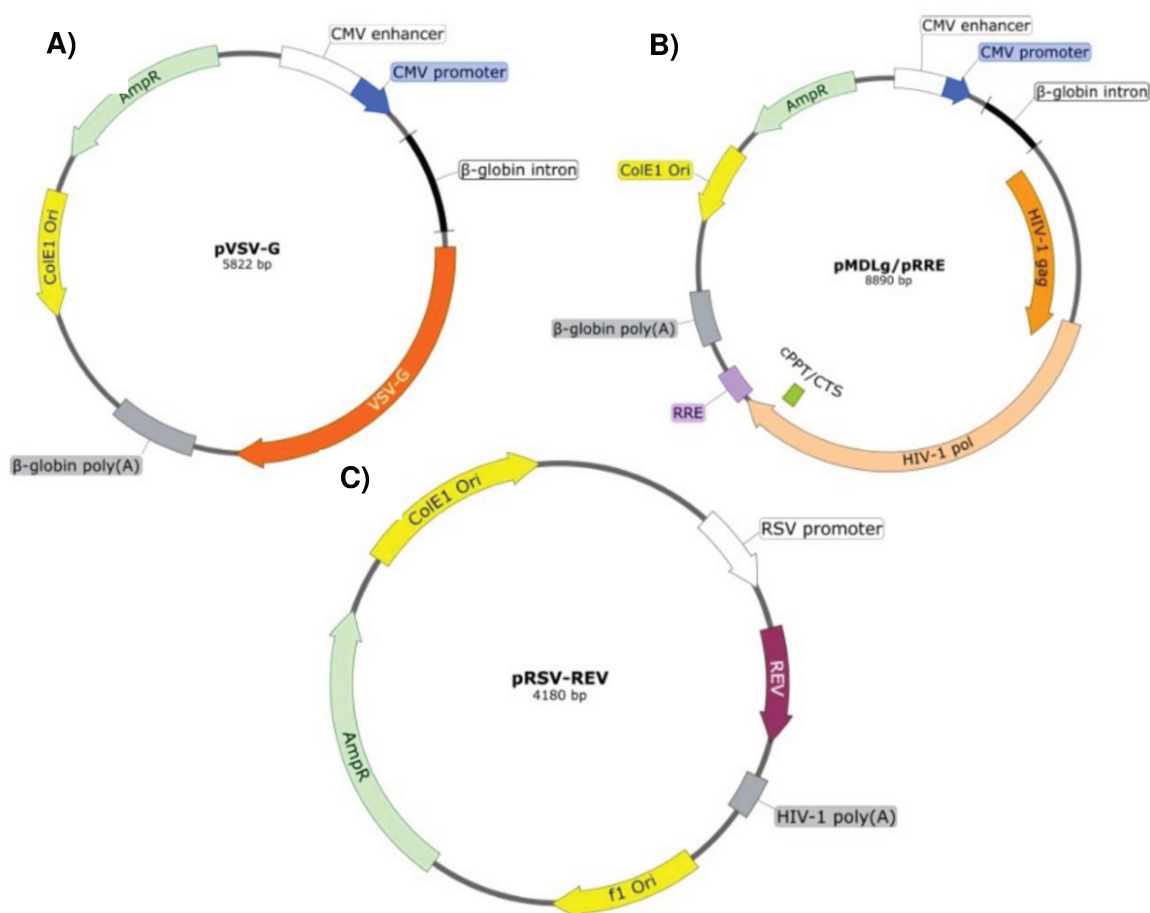 A)
CMV enhancer
CMV promoter
AmpR
β-globin intron
ColE1 Ori
pVSV-G
5822 bp
VSV-G
β-globin poly(A)
B)
CMV enhancer
CMV promoter
β-globin intron
AmpR
ColE1 Ori
HIV-1 gag
pMDLg/pRRE
8890 bp
β-globin poly(A)
cPPT/CTS
RRE
HIV-1 pol
C)
ColE1 Ori
RSV promoter
REV
pRSV-REV
4180 bp
AmpR
HIV-1 poly(A)
f1 Ori